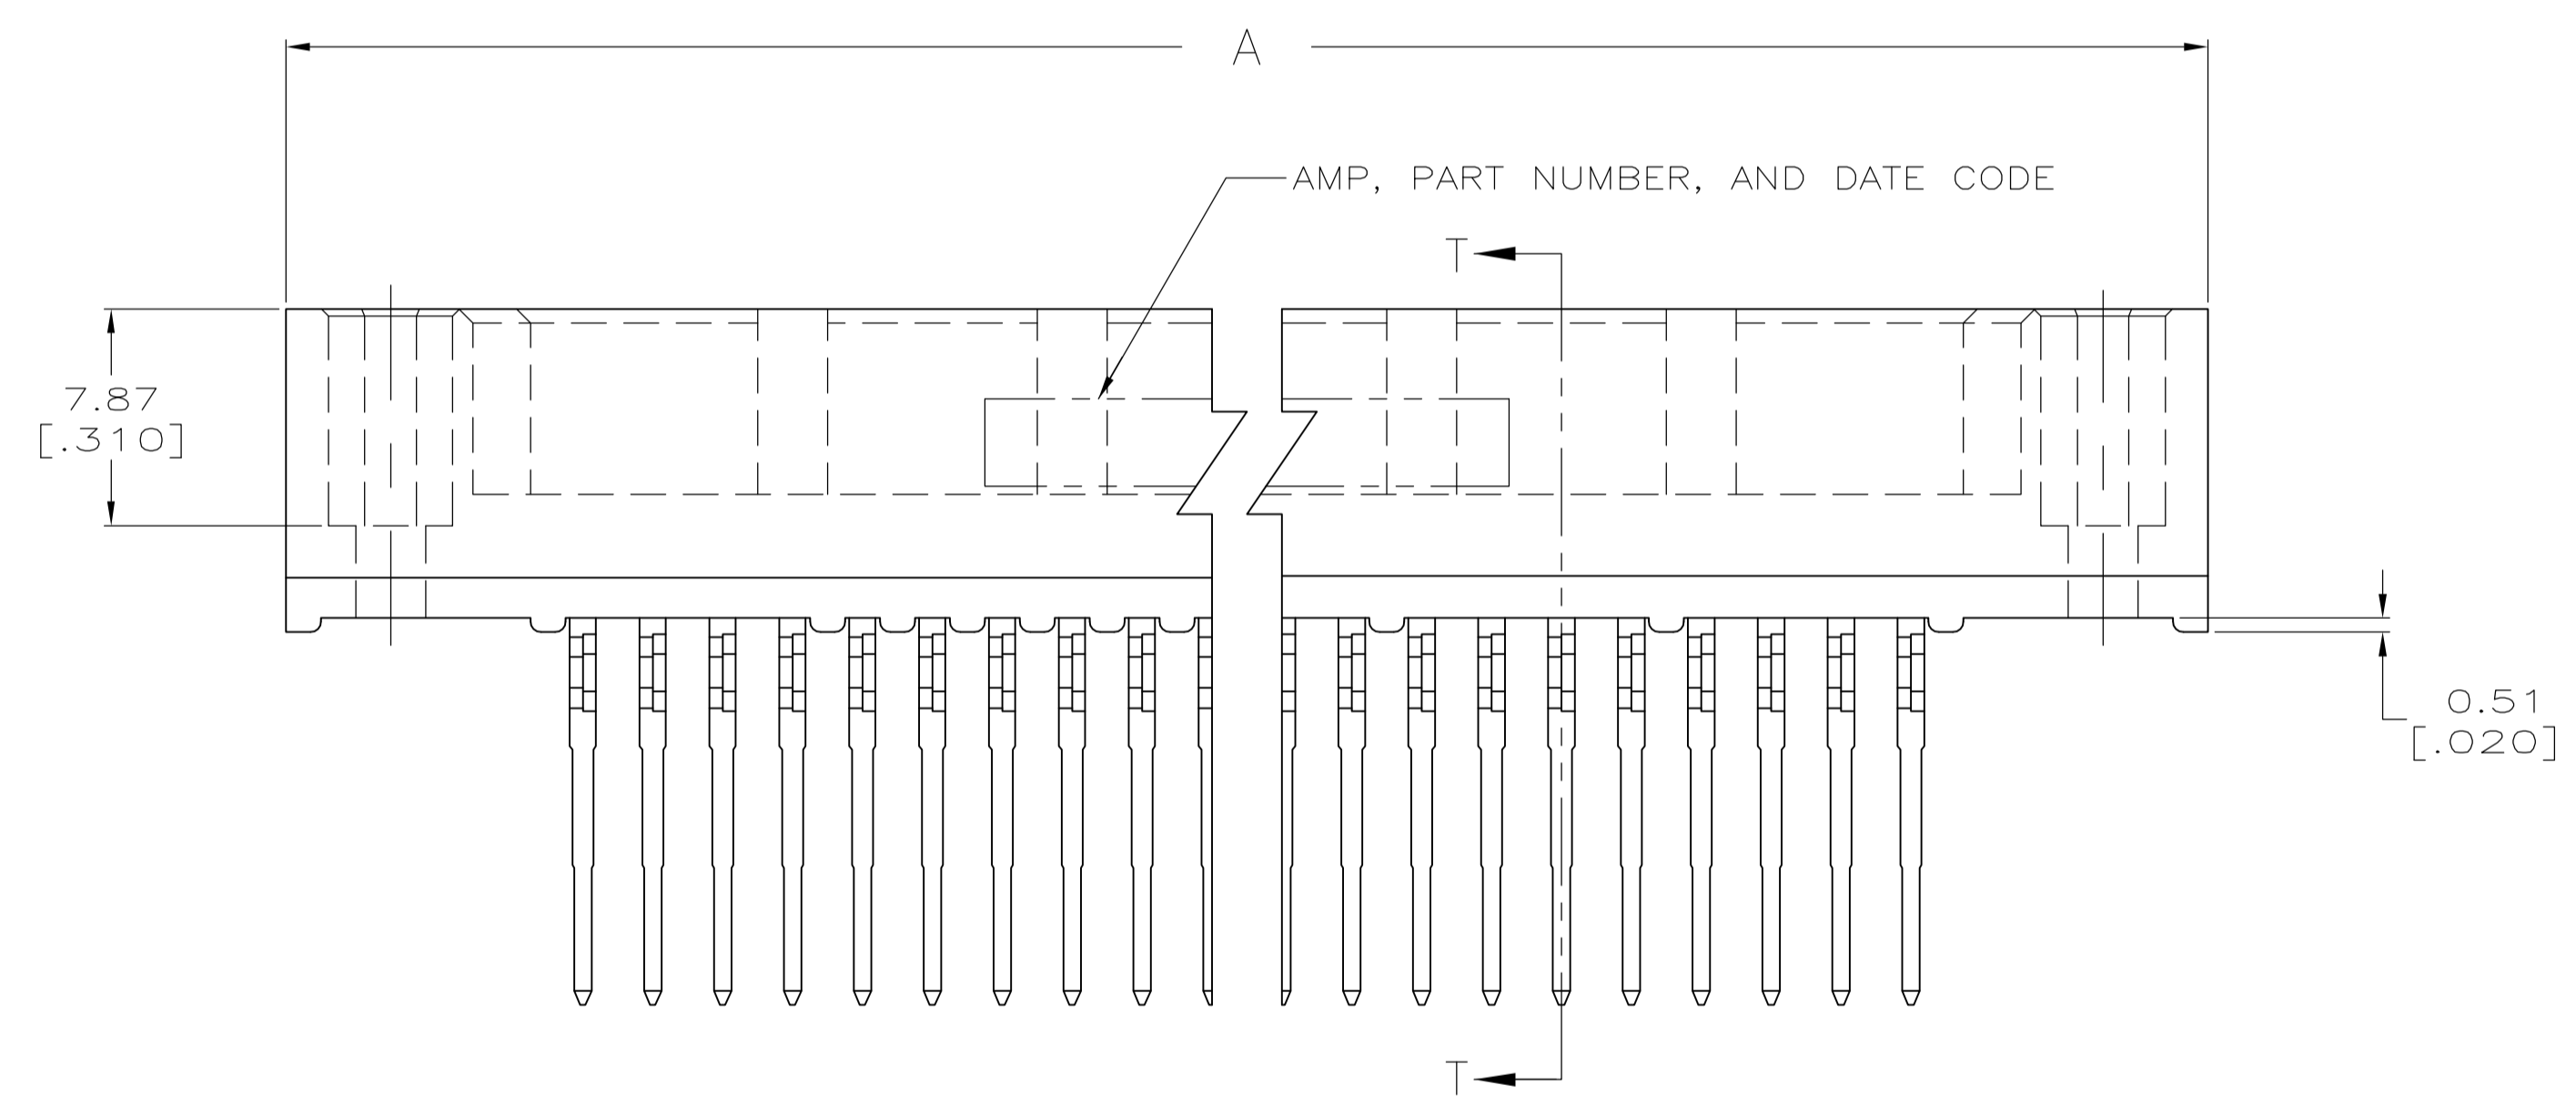 A
AMP, PART NUMBER, AND DATE CODE
T
7.87
[.310]
0.51
[.020]
T